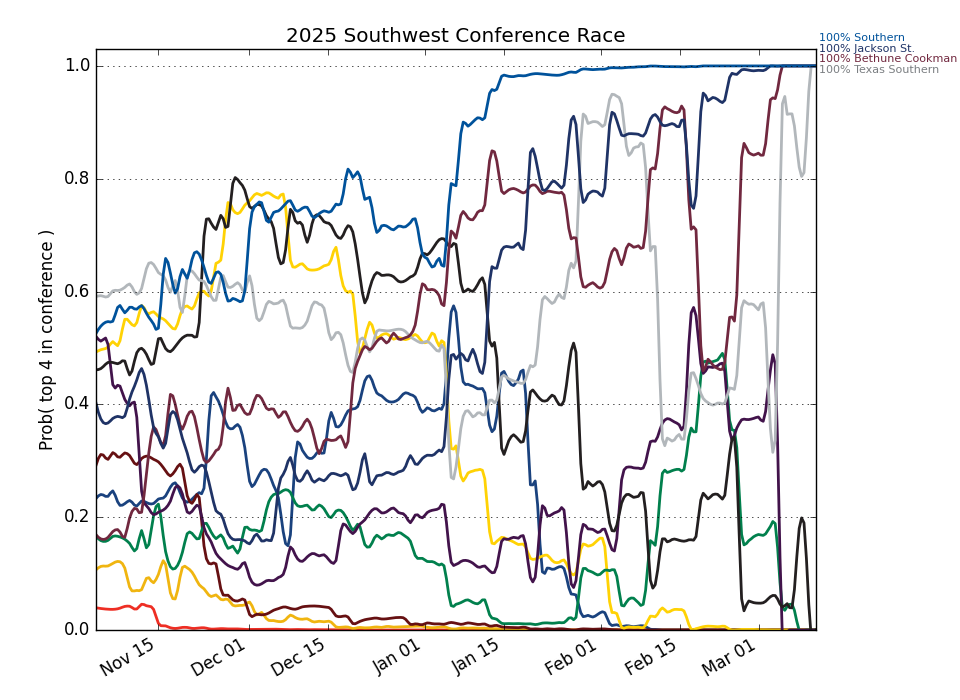 2025 Southwest Conference Race
100% Southern
100% Jackson St.
100% Bethune Cookman
100% Texas Southern
Prob( top 4 in conference )
1.0
0.8
0.6
0.4
0.2
0.0
Nov 15
Dec 01
Dec 15
Jan 01
Jan 15
Feb 01
Feb 15
Mar 01